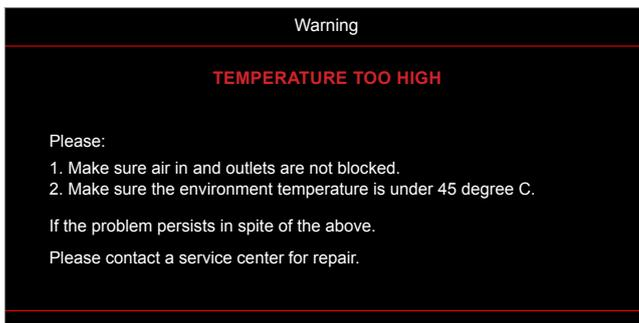 Warning
TEMPERATURE TOO HIGH
Please:
1. Make sure air in and outlets are not blocked.
2. Make sure the environment temperature is under 45 degree C.
If the problem persists in spite of the above.
Please contact a service center for repair.